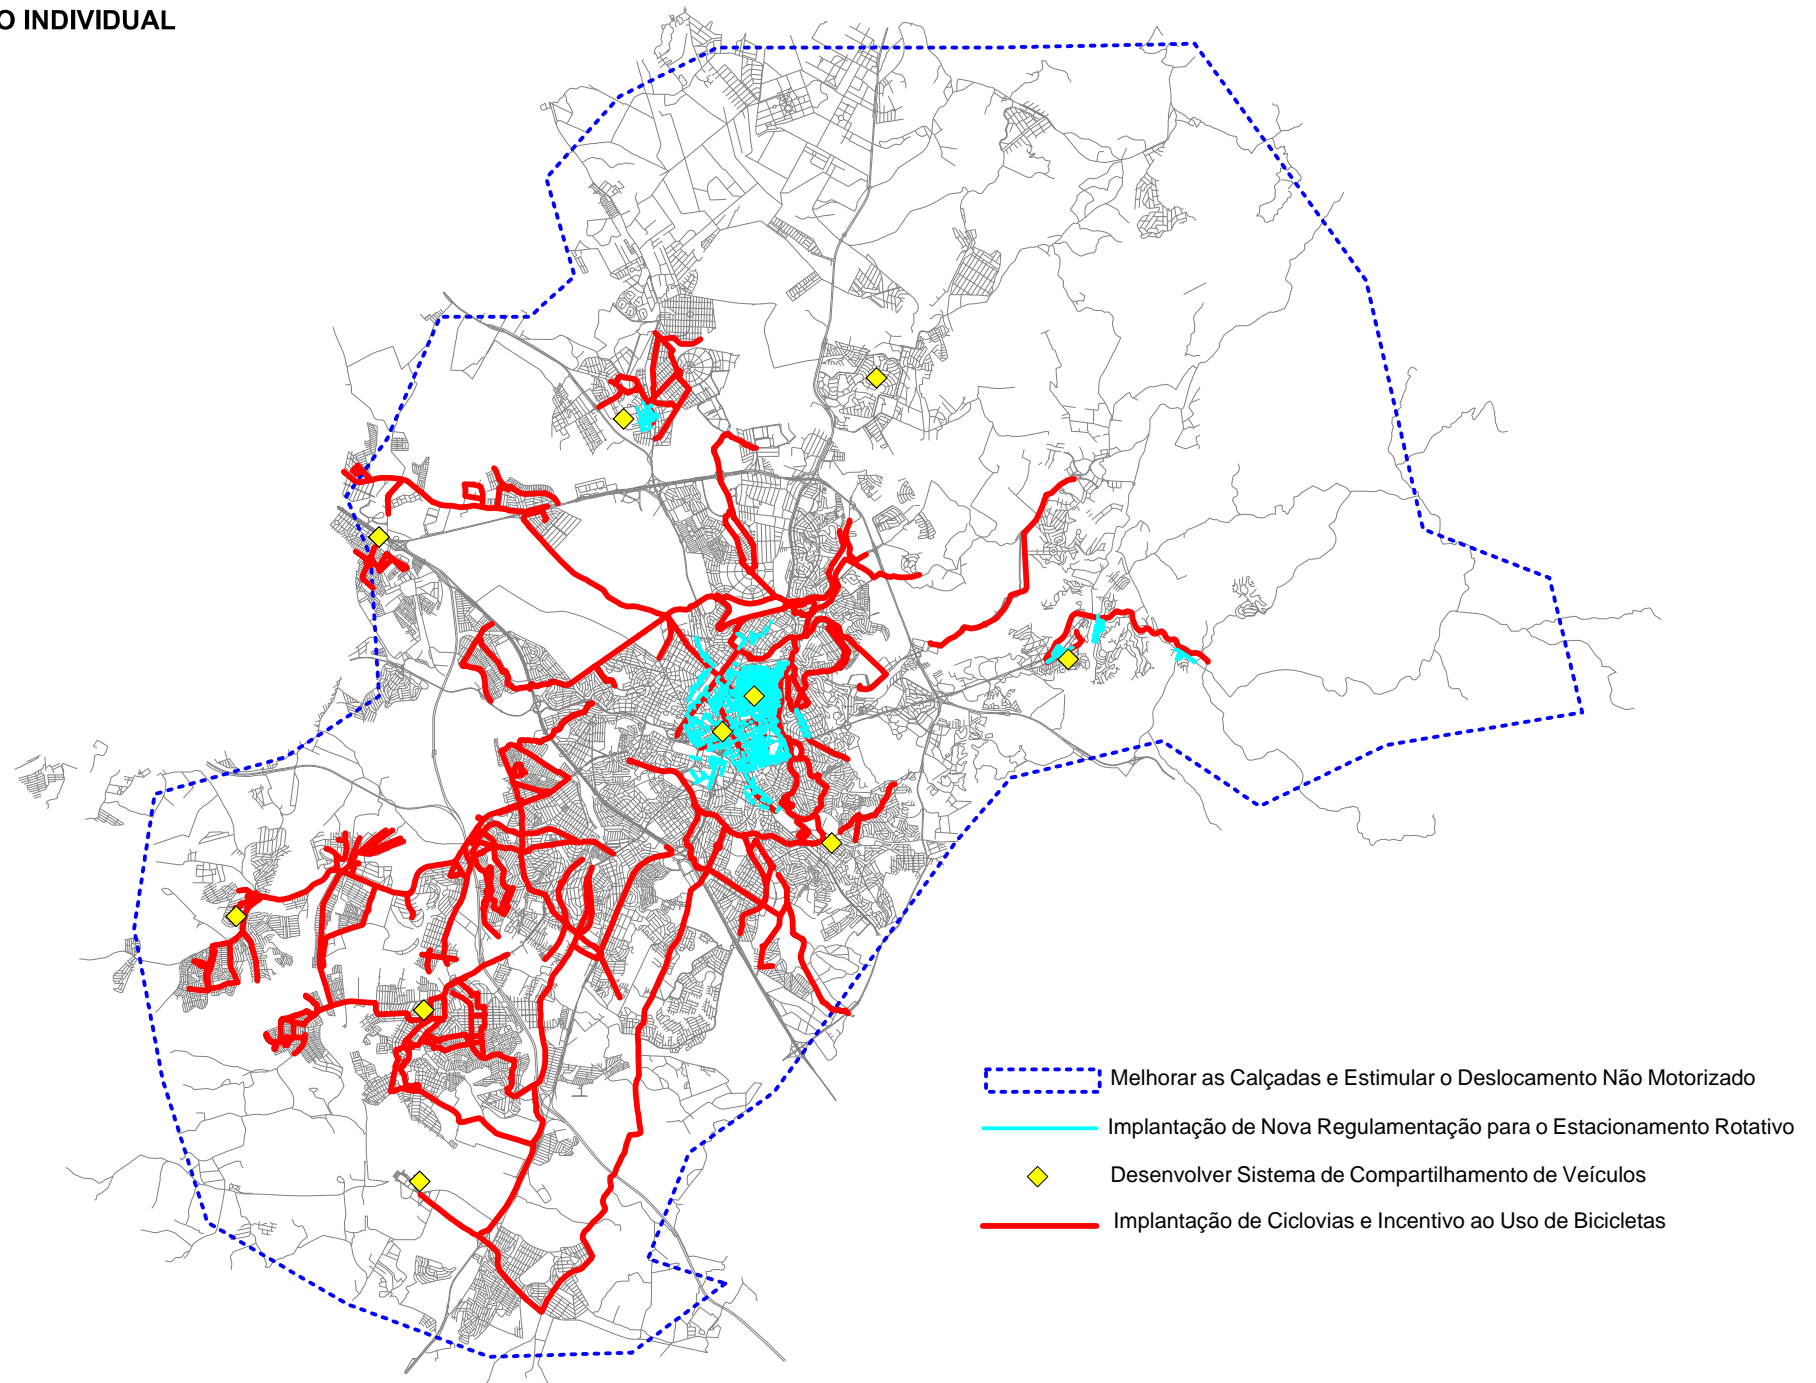 O INDIVIDUAL
Melhorar as Calçadas e Estimular o Deslocamento Não Motorizado
Implantação de Nova Regulamentação para o Estacionamento Rotativo
Desenvolver Sistema de Compartilhamento de Veículos
Implantação de Ciclovias e Incentivo ao Uso de Bicicletas